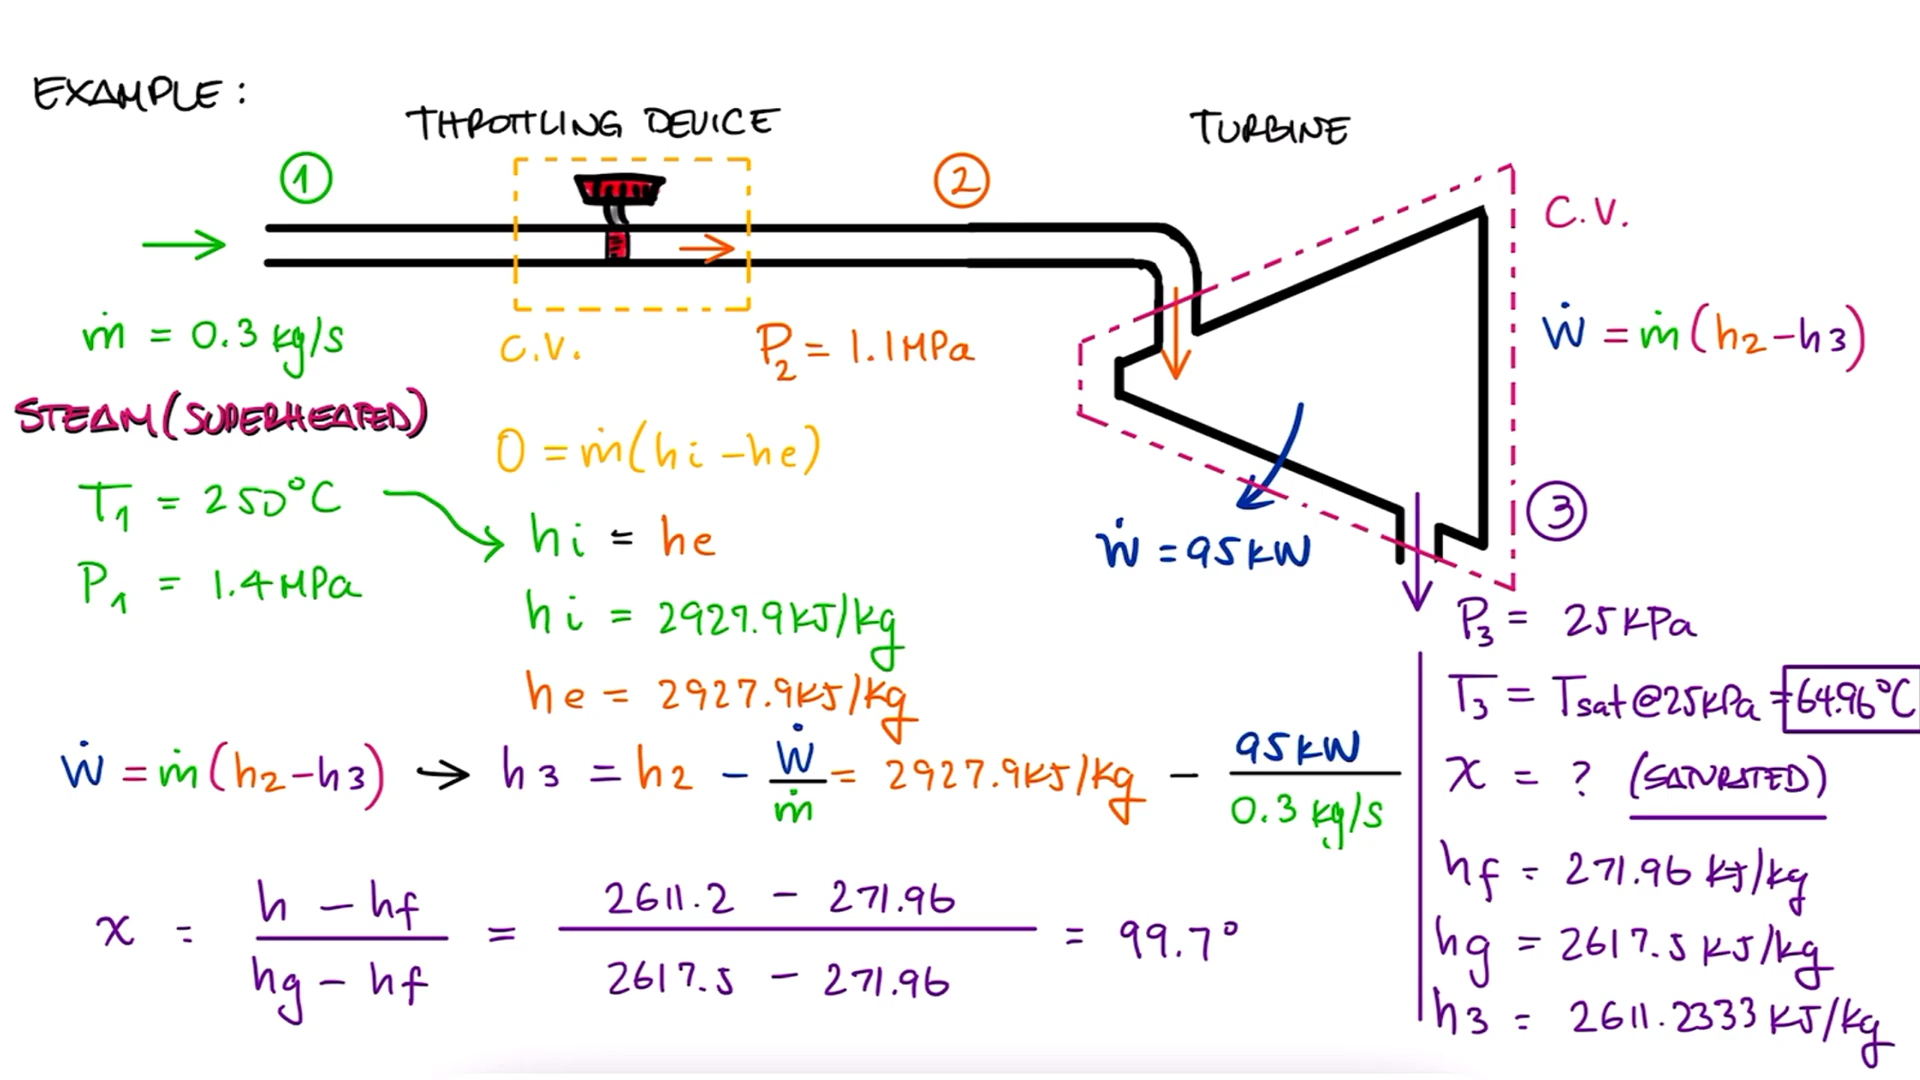 EXAMPLE:
THROTTLING DEVICE
TURBINE
1
2
C.V.
ṁ = 0.3 kg/s
C.V.
P2 = 1.1MPa
Ẇ = ṁ(h2-h3)
STEAM (SUPERHEATED)
0 = ṁ(hi-he)
T1 = 250°C
hi = he
Ẇ = 95kW
3
P1 = 1.4MPa
hi = 2927.9kJ/kg
P3 = 25kPa
he = 2927.9kJ/kg
T3 = Tsat@25kPa = 64.96°C
Ẇ = ṁ(h2-h3) → h3 = h2 - Ẇ/ṁ = 2927.9kJ/kg - 95kW/0.3 kg/s
x = ? (SATURATED)
hf = 271.96 kJ/kg
x = h - hf / hg - hf = 2611.2 - 271.96 / 2617.5 - 271.96 = 99.7°
hg = 2617.5 kJ/kg
h3 = 2611.2333 kJ/kg